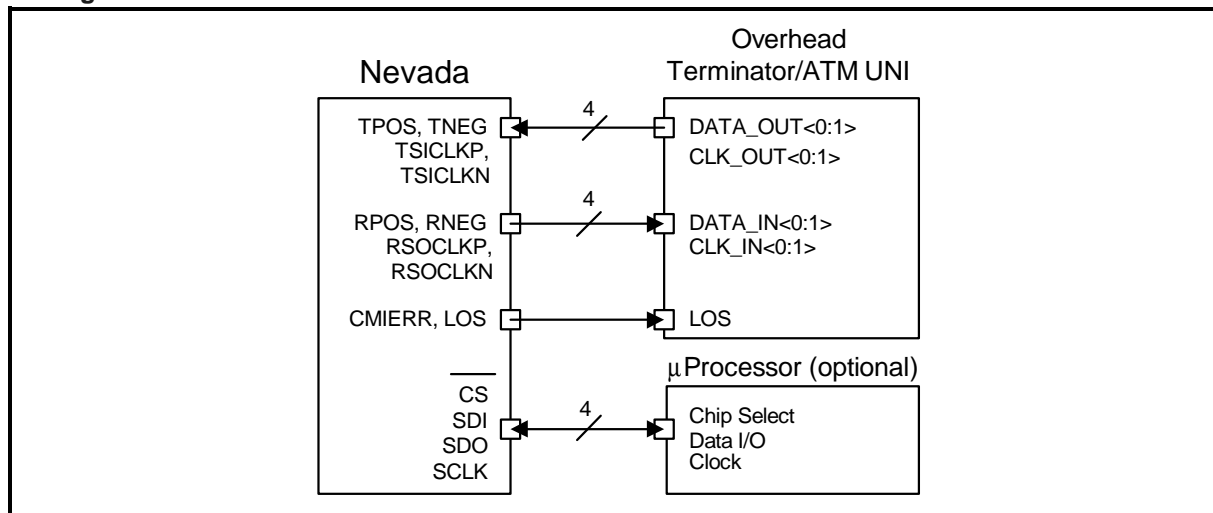 Nevada
Overhead
Terminator/ATM UNI
4
TPOS, TNEG
TSICLKP,
TSICLKN
DATA_OUT<0:1>
CLK_OUT<0:1>
4
RPOS, RNEG
RSOCLKP,
RSOCLKN
DATA_IN<0:1>
CLK_IN<0:1>
CMIERR, LOS
LOS
μProcessor (optional)
CS
SDI
SDO
SCLK
4
Chip Select
Data I/O
Clock